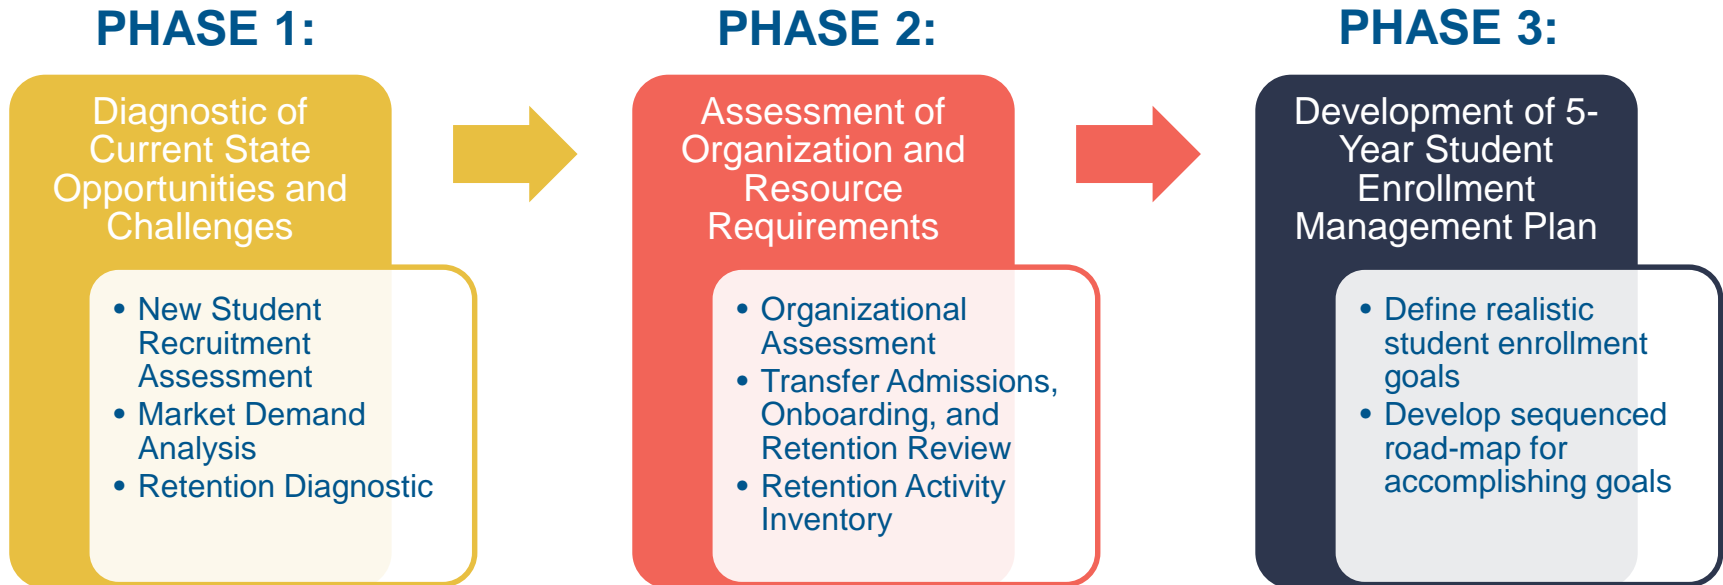 PHASE 1:
Diagnostic of
Current State
Opportunities and
Challenges
• New Student
Recruitment
Assessment
• Market Demand
Analysis
• Retention Diagnostic
PHASE 2:
Assessment of
Organization and
Resource
Requirements
• Organizational
Assessment
• Transfer Admissions,
Onboarding, and
Retention Review
• Retention Activity
Inventory
PHASE 3:
Development of 5-
Year Student
Enrollment
Management Plan
• Define realistic
student enrollment
goals
• Develop sequenced
road-map for
accomplishing goals